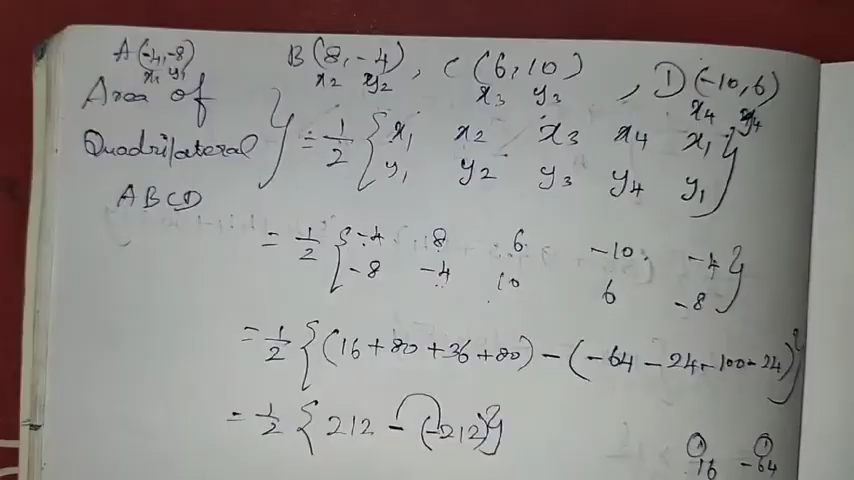 A(-4,-8) B(8,-4), C(6,10), D(-10,6)
x₁ y₁ x₂ y₂ x₃ y₃ x₄ y₄
Area of
Quadrilateral } = 1/2 { x₁ x₂ x₃ x₄ x₁ }
y₁ y₂ y₃ y₄ y₁
ABCD
= 1/2 { -4 8 6 -10 -4 }
-8 -4 10 6 -8
= 1/2 { (16+80+36+80) - (-64-24-100-24) }
= 1/2 { 212 - (-212) }
① ①
16 -64